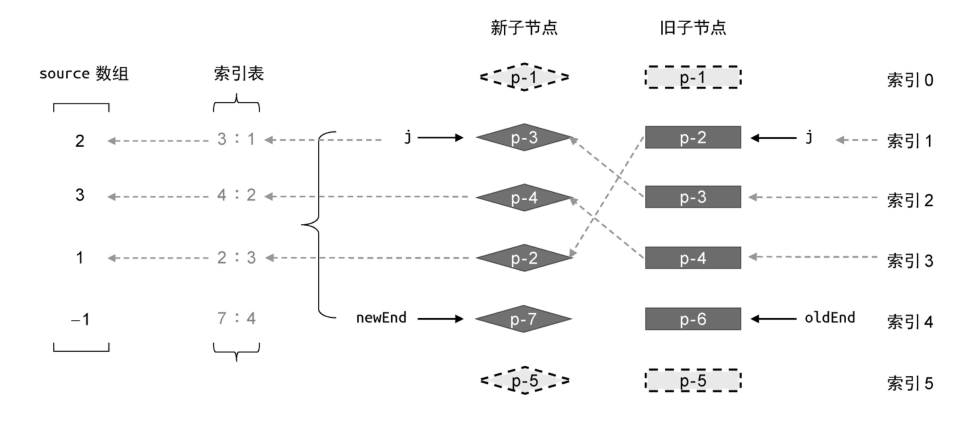 新子节点 旧子节点
source 数组 索引表 p-1 p-1 索引 0
2 3 : 1 j p-3 p-2 j 索引 1
3 4 : 2 p-4 p-3 索引 2
1 2 : 3 p-2 p-4 索引 3
−1 7 : 4 newEnd p-7 p-6 oldEnd 索引 4
p-5 p-5 索引 5